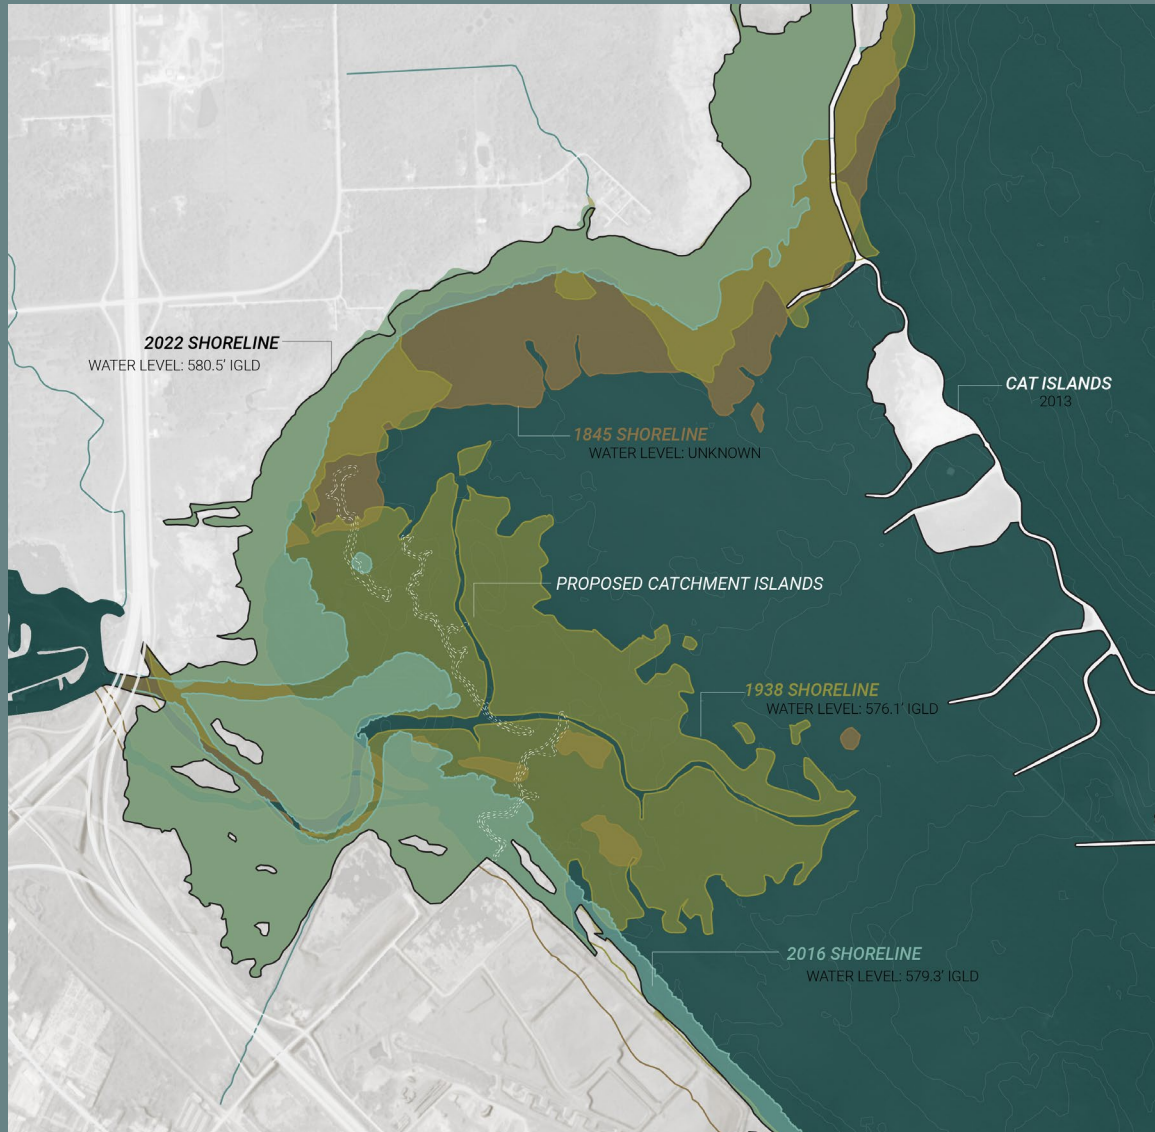 2022 SHORELINE
WATER LEVEL: 580.5' IGLD
CAT ISLANDS
2013
1845 SHORELINE
WATER LEVEL: UNKNOWN
PROPOSED CATCHMENT ISLANDS
1938 SHORELINE
WATER LEVEL: 576.1' IGLD
2016 SHORELINE
WATER LEVEL: 579.3' IGLD